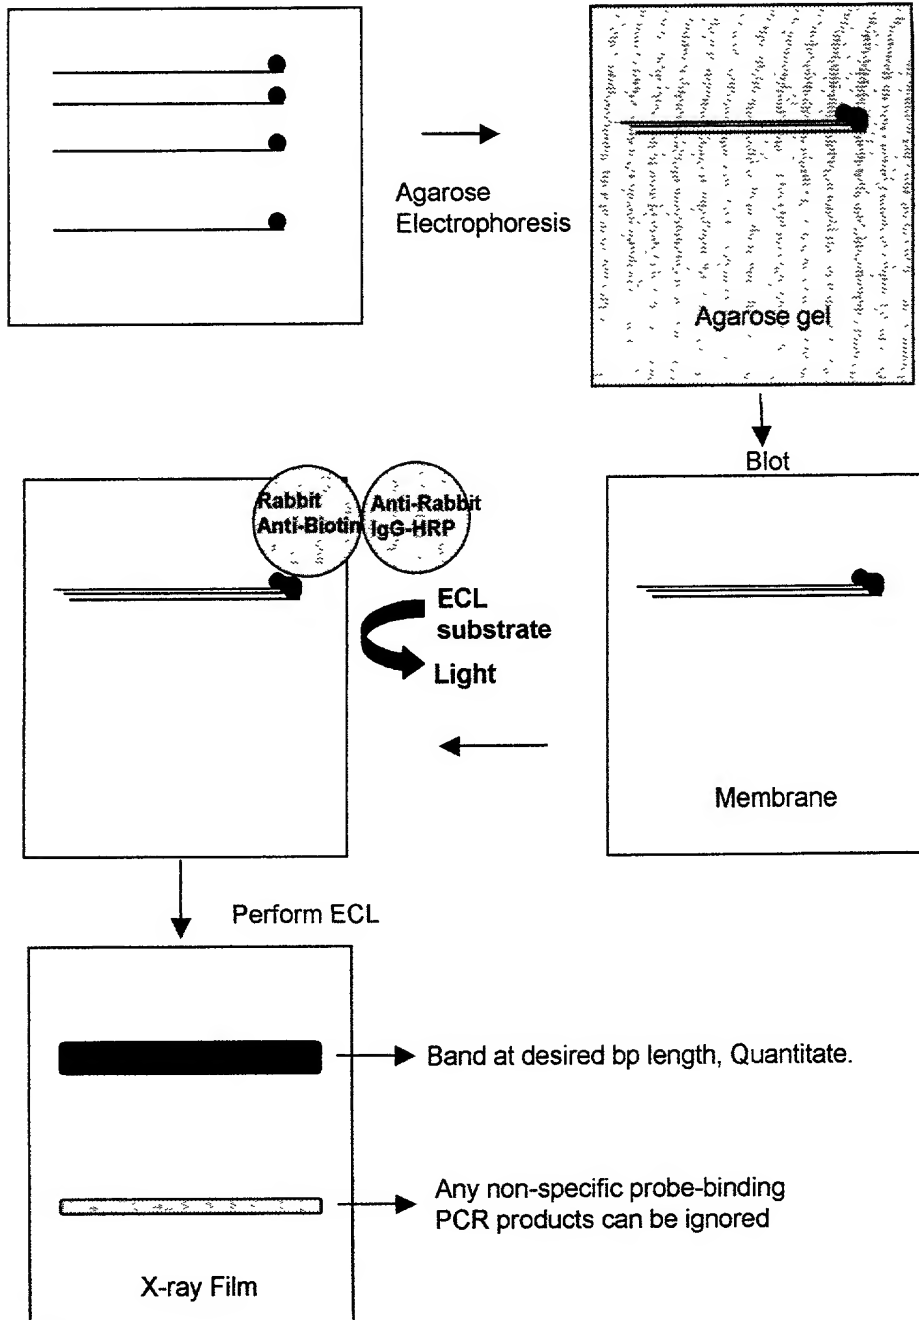 Agarose
Electrophoresis
Agarose gel
Blot
Rabbit
Anti-Biotin
Anti-Rabbit
IgG-HRP
ECL
substrate
Light
Membrane
Perform ECL
Band at desired bp length, Quantitate.
Any non-specific probe-binding
PCR products can be ignored
X-ray Film